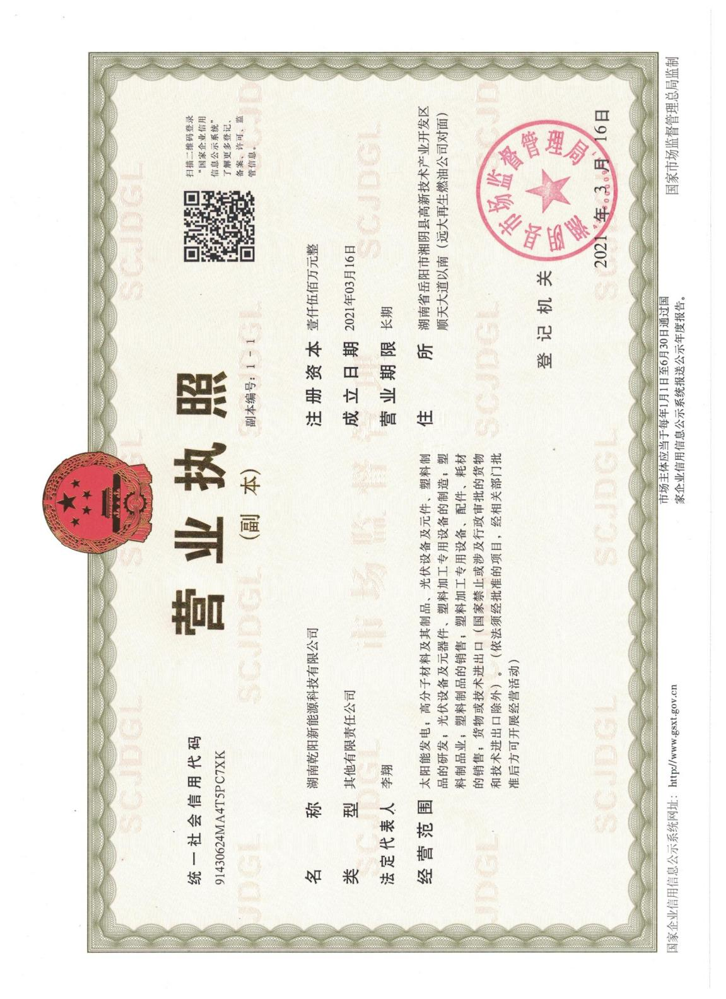 统一社会信用代码
91430624MA4T5PC7XK
营业执照
（副 本）
副本编号：1－1
扫描二维码登录
“国家企业信用
信息公示系统”
了解更多登记、
备案、许可、监
管信息。
名称 湖南乾阳新能源科技有限公司
类型 其他有限责任公司
法定代表人 李翔
经营范围 太阳能发电；高分子材料及其制品、光伏设备及元件、塑料制
品的研发；光伏设备及元器件、塑料加工专用设备的制造；塑
料制品业；塑料制品的销售；塑料加工专用设备、配件、耗材
的销售；货物或技术进出口（国家禁止或涉及行政审批的货物
和技术进出口除外）。（依法须经批准的项目，经相关部门批
准后方可开展经营活动）
注册资本 壹仟伍佰万元整
成立日期 2021年03月16日
营业期限 长期
住所 湖南省岳阳市湘阴县高新技术产业开发区
顺天大道以南（远大再生燃油公司对面）
登记机关
湘阴县市场监督管理局
2021 年 3 月 16 日
国家企业信用信息公示系统网址：http://www.gsxt.gov.cn
市场主体应当于每年1月1日至6月30日通过国
家企业信用信息公示系统报送公示年度报告。
国家市场监督管理总局监制